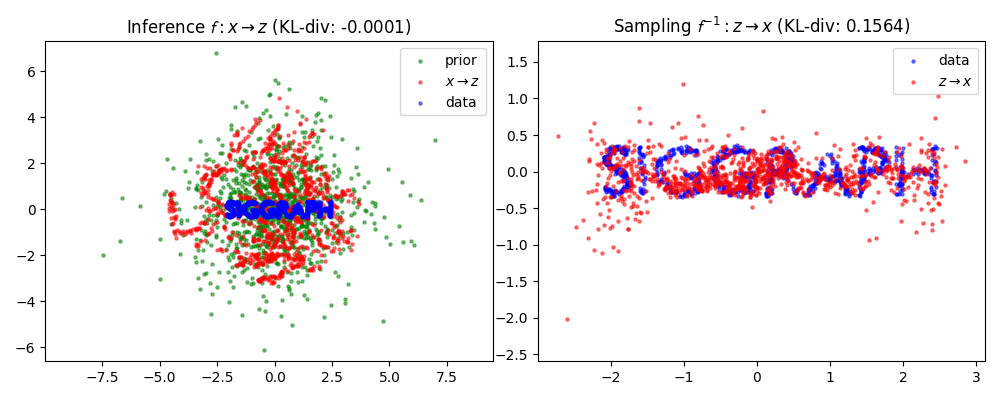 Inference f : x → z (KL-div: -0.0001)
prior
x → z
data
6
4
2
0
−2
−4
−6
−7.5 −5.0 −2.5 0.0 2.5 5.0 7.5
Sampling f⁻¹ : z → x (KL-div: 0.1564)
data
z → x
1.5
1.0
0.5
0.0
−0.5
−1.0
−1.5
−2.0
−2.5
−2 −1 0 1 2 3